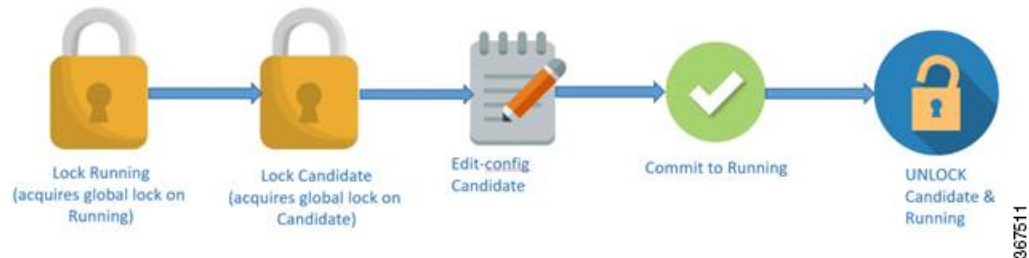 Lock Running
(acquires global lock on
Running)
Lock Candidate
(acquires global lock on
Candidate)
Edit-config
Candidate
Commit to Running
UNLOCK
Candidate &
Running
367511